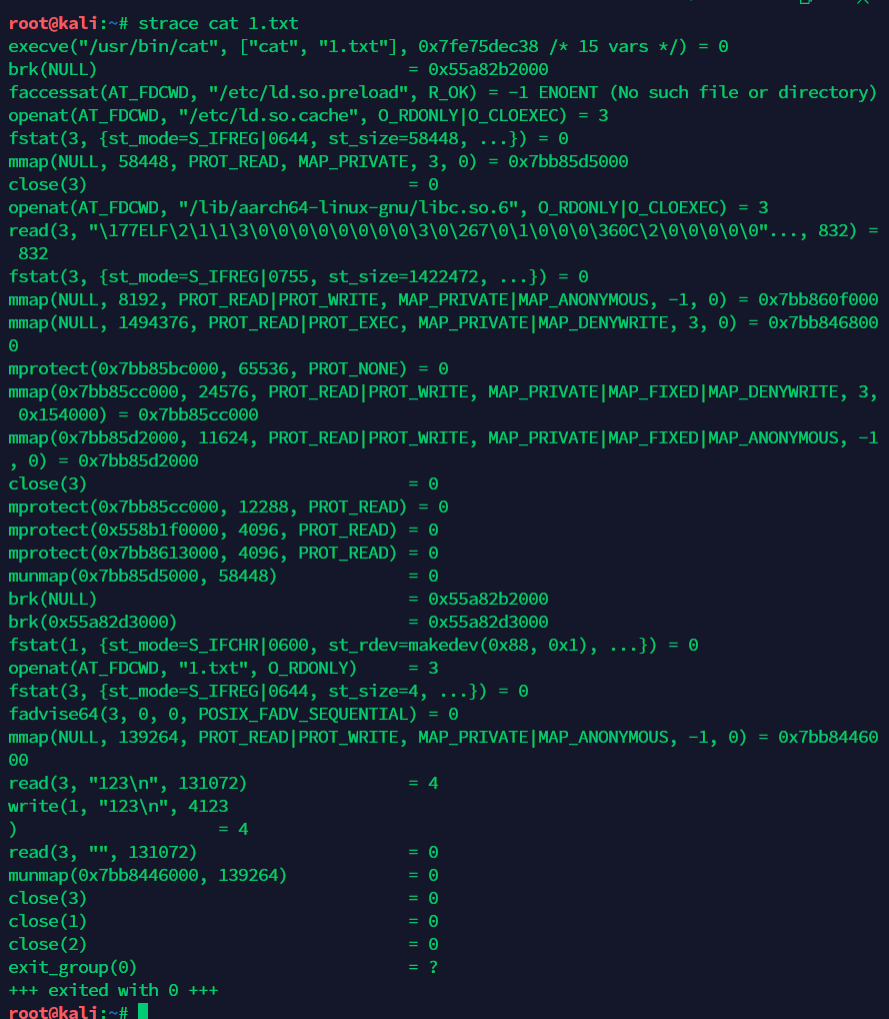 root@kali:~# strace cat 1.txt
execve("/usr/bin/cat", ["cat", "1.txt"], 0x7fe75dec38 /* 15 vars */) = 0
brk(NULL)                               = 0x55a82b2000
faccessat(AT_FDCWD, "/etc/ld.so.preload", R_OK) = -1 ENOENT (No such file or directory)
openat(AT_FDCWD, "/etc/ld.so.cache", O_RDONLY|O_CLOEXEC) = 3
fstat(3, {st_mode=S_IFREG|0644, st_size=58448, ...}) = 0
mmap(NULL, 58448, PROT_READ, MAP_PRIVATE, 3, 0) = 0x7bb85d5000
close(3)                                = 0
openat(AT_FDCWD, "/lib/aarch64-linux-gnu/libc.so.6", O_RDONLY|O_CLOEXEC) = 3
read(3, "\177ELF\2\1\1\3\0\0\0\0\0\0\0\0\3\0\267\0\1\0\0\0\360C\2\0\0\0\0\0"..., 832) =
 832
fstat(3, {st_mode=S_IFREG|0755, st_size=1422472, ...}) = 0
mmap(NULL, 8192, PROT_READ|PROT_WRITE, MAP_PRIVATE|MAP_ANONYMOUS, -1, 0) = 0x7bb860f000
mmap(NULL, 1494376, PROT_READ|PROT_EXEC, MAP_PRIVATE|MAP_DENYWRITE, 3, 0) = 0x7bb846800
0
mprotect(0x7bb85bc000, 65536, PROT_NONE) = 0
mmap(0x7bb85cc000, 24576, PROT_READ|PROT_WRITE, MAP_PRIVATE|MAP_FIXED|MAP_DENYWRITE, 3,
 0x154000) = 0x7bb85cc000
mmap(0x7bb85d2000, 11624, PROT_READ|PROT_WRITE, MAP_PRIVATE|MAP_FIXED|MAP_ANONYMOUS, -1
, 0) = 0x7bb85d2000
close(3)                                = 0
mprotect(0x7bb85cc000, 12288, PROT_READ) = 0
mprotect(0x558b1f0000, 4096, PROT_READ) = 0
mprotect(0x7bb8613000, 4096, PROT_READ) = 0
munmap(0x7bb85d5000, 58448)             = 0
brk(NULL)                               = 0x55a82b2000
brk(0x55a82d3000)                       = 0x55a82d3000
fstat(1, {st_mode=S_IFCHR|0600, st_rdev=makedev(0x88, 0x1), ...}) = 0
openat(AT_FDCWD, "1.txt", O_RDONLY)     = 3
fstat(3, {st_mode=S_IFREG|0644, st_size=4, ...}) = 0
fadvise64(3, 0, 0, POSIX_FADV_SEQUENTIAL) = 0
mmap(NULL, 139264, PROT_READ|PROT_WRITE, MAP_PRIVATE|MAP_ANONYMOUS, -1, 0) = 0x7bb84460
00
read(3, "123\n", 131072)                = 4
write(1, "123\n", 4123
)                    = 4
read(3, "", 131072)                     = 0
munmap(0x7bb8446000, 139264)            = 0
close(3)                                = 0
close(1)                                = 0
close(2)                                = 0
exit_group(0)                           = ?
+++ exited with 0 +++
root@kali:~#